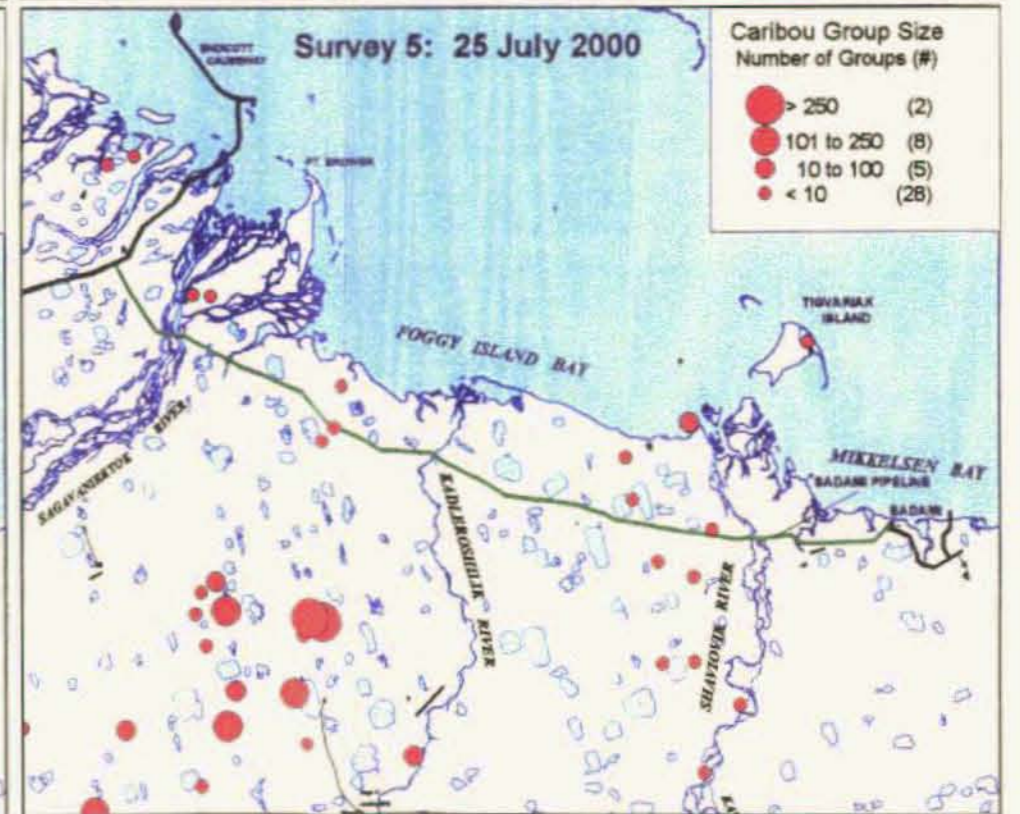 Survey 5: 25 July 2000
Caribou Group Size
Number of Groups (#)
> 250 (2)
101 to 250 (8)
10 to 100 (5)
< 10 (28)
ENDICOTT
CAUSEWAY
PT BROWER
TIGVARIAK
ISLAND
FOGGY ISLAND BAY
MIKKELSEN BAY
BADAMI PIPELINE
BADAMI
SAGAVANIRKTOK RIVER
KADLEROSHILIK RIVER
SHAVIOVIK RIVER